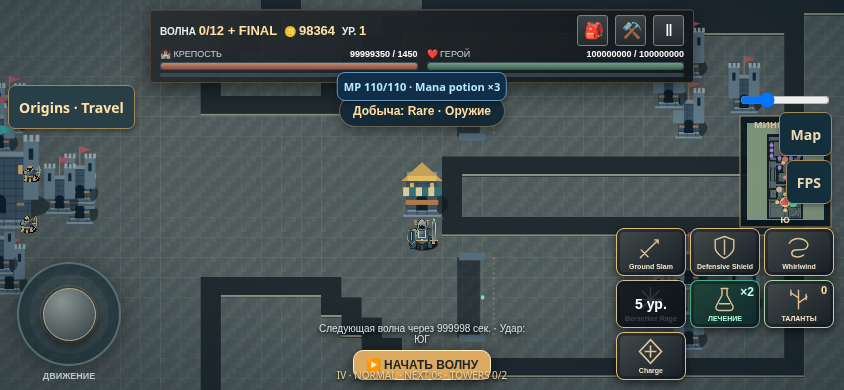 ВОЛНА 0/12 + FINAL 98364 УР. 1
КРЕПОСТЬ 99999350 / 1450 ГЕРОЙ 100000000 / 100000000
MP 110/110 · Mana potion ×3
Добыча: Rare · Оружие
Origins · Travel
Map
FPS
Ю
Ground Slam
Defensive Shield
Whirlwind
5 ур.
Berserker Rage
×2
ЛЕЧЕНИЕ
0
ТАЛАНТЫ
Charge
ДВИЖЕНИЕ
Следующая волна через 999998 сек. · Удар:
ЮГ
НАЧАТЬ ВОЛНУ
IV · NORMAL · NEXT 0s · TOWERS 0/2